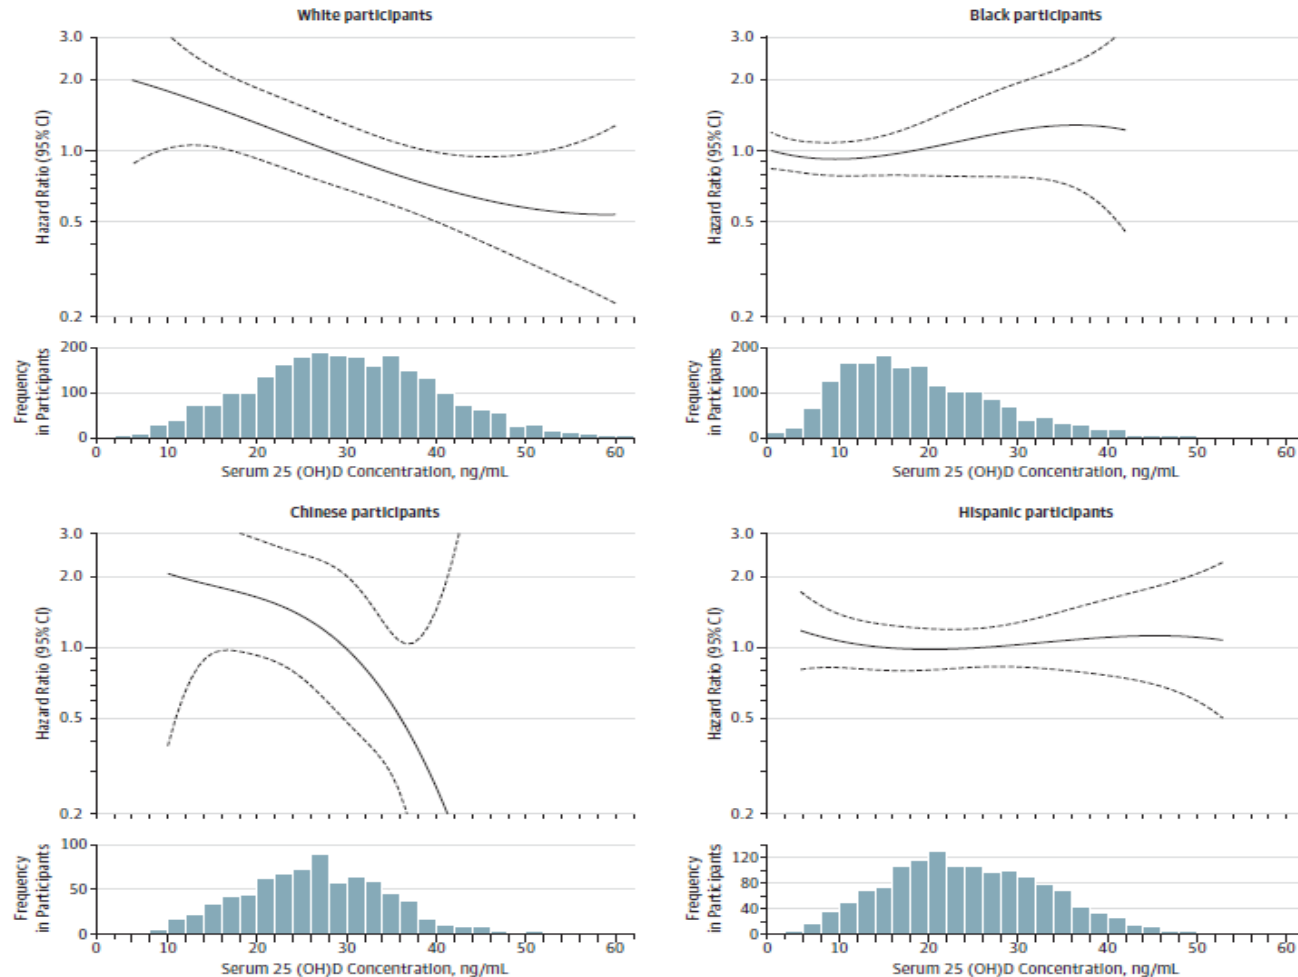 White participants
3.0
2.0
1.0
0.5
0.2
Hazard Ratio (95% CI)
200
100
0
Frequency
in Participants
0 10 20 30 40 50 60
Serum 25 (OH)D Concentration, ng/mL
Black participants
3.0
2.0
1.0
0.5
0.2
Hazard Ratio (95% CI)
200
100
0
Frequency
in Participants
0 10 20 30 40 50 60
Serum 25 (OH)D Concentration, ng/mL
Chinese participants
3.0
2.0
1.0
0.5
0.2
Hazard Ratio (95% CI)
100
50
0
Frequency
in Participants
0 10 20 30 40 50 60
Serum 25 (OH)D Concentration, ng/mL
Hispanic participants
3.0
2.0
1.0
0.5
0.2
Hazard Ratio (95% CI)
120
80
40
0
Frequency
in Participants
0 10 20 30 40 50 60
Serum 25 (OH)D Concentration, ng/mL